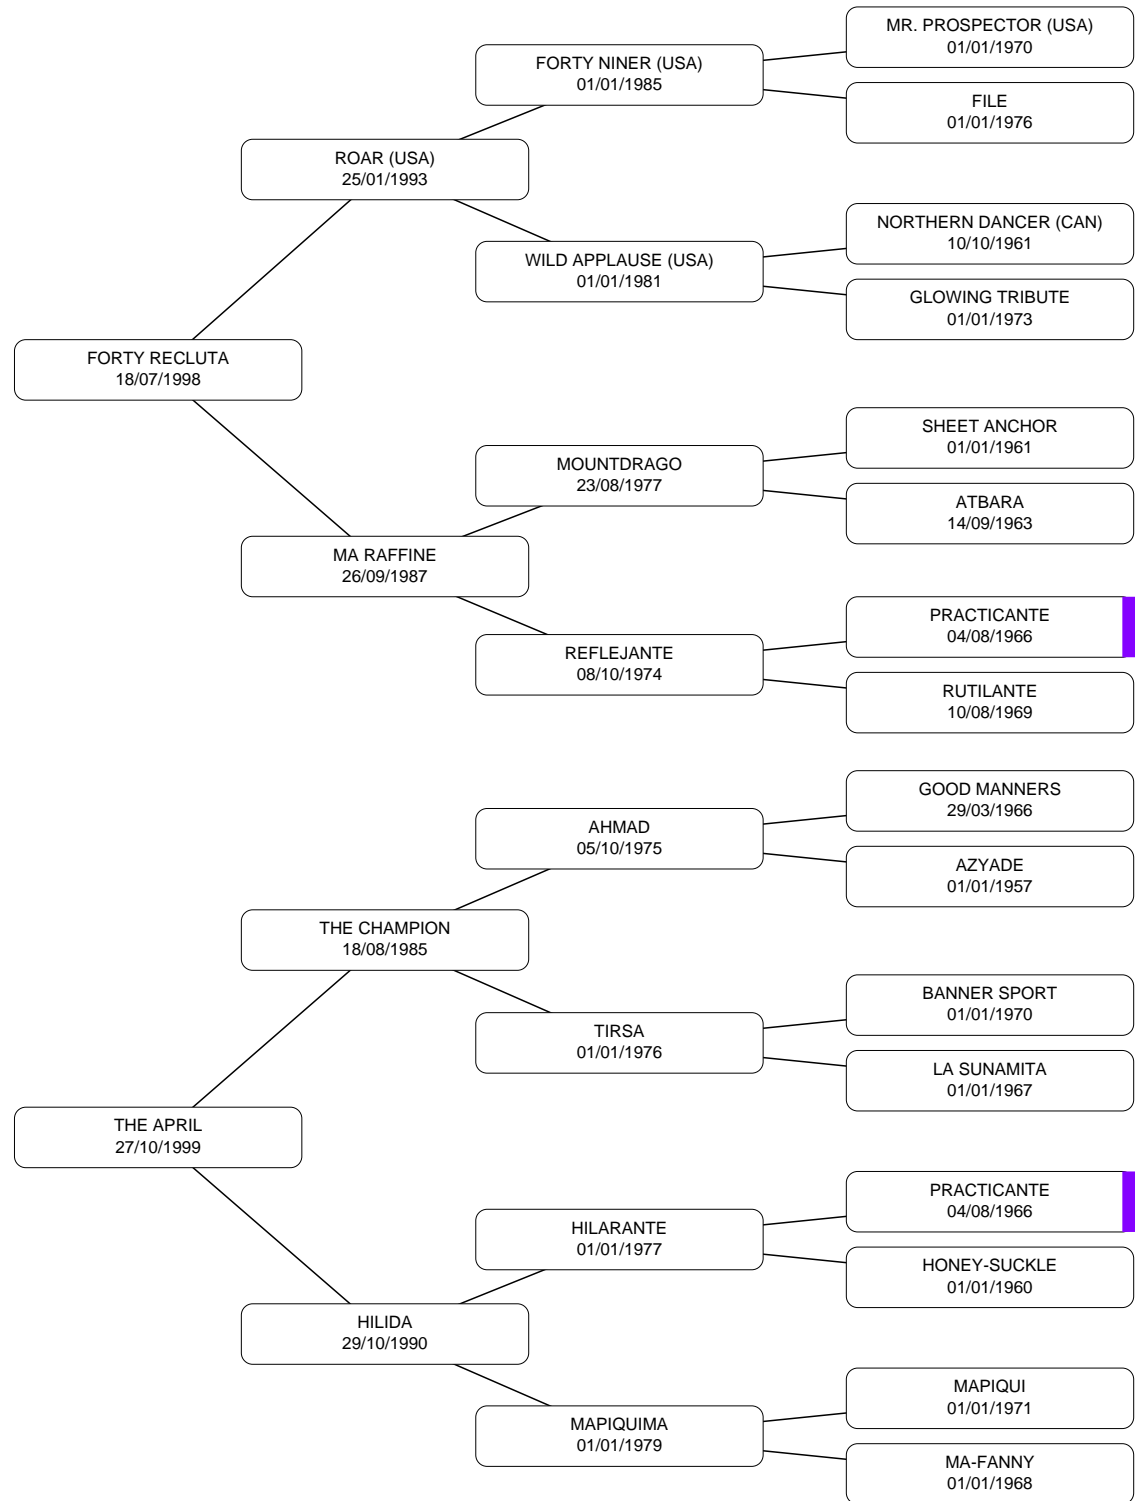 MR. PROSPECTOR (USA)
01/01/1970
FORTY NINER (USA)
01/01/1985
FILE
01/01/1976
ROAR (USA)
25/01/1993
NORTHERN DANCER (CAN)
10/10/1961
WILD APPLAUSE (USA)
01/01/1981
GLOWING TRIBUTE
01/01/1973
FORTY RECLUTA
18/07/1998
SHEET ANCHOR
01/01/1961
MOUNTDRAGO
23/08/1977
ATBARA
14/09/1963
MA RAFFINE
26/09/1987
PRACTICANTE
04/08/1966
REFLEJANTE
08/10/1974
RUTILANTE
10/08/1969
GOOD MANNERS
29/03/1966
AHMAD
05/10/1975
AZYADE
01/01/1957
THE CHAMPION
18/08/1985
BANNER SPORT
01/01/1970
TIRSA
01/01/1976
LA SUNAMITA
01/01/1967
THE APRIL
27/10/1999
PRACTICANTE
04/08/1966
HILARANTE
01/01/1977
HONEY-SUCKLE
01/01/1960
HILIDA
29/10/1990
MAPIQUI
01/01/1971
MAPIQUIMA
01/01/1979
MA-FANNY
01/01/1968